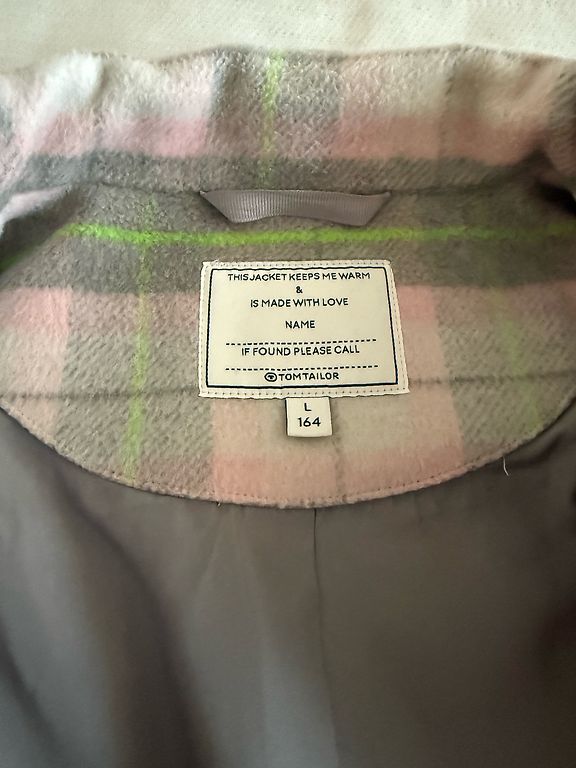 THIS JACKET KEEPS ME WARM
&
IS MADE WITH LOVE
NAME
IF FOUND PLEASE CALL
TOM TAILOR
L
164